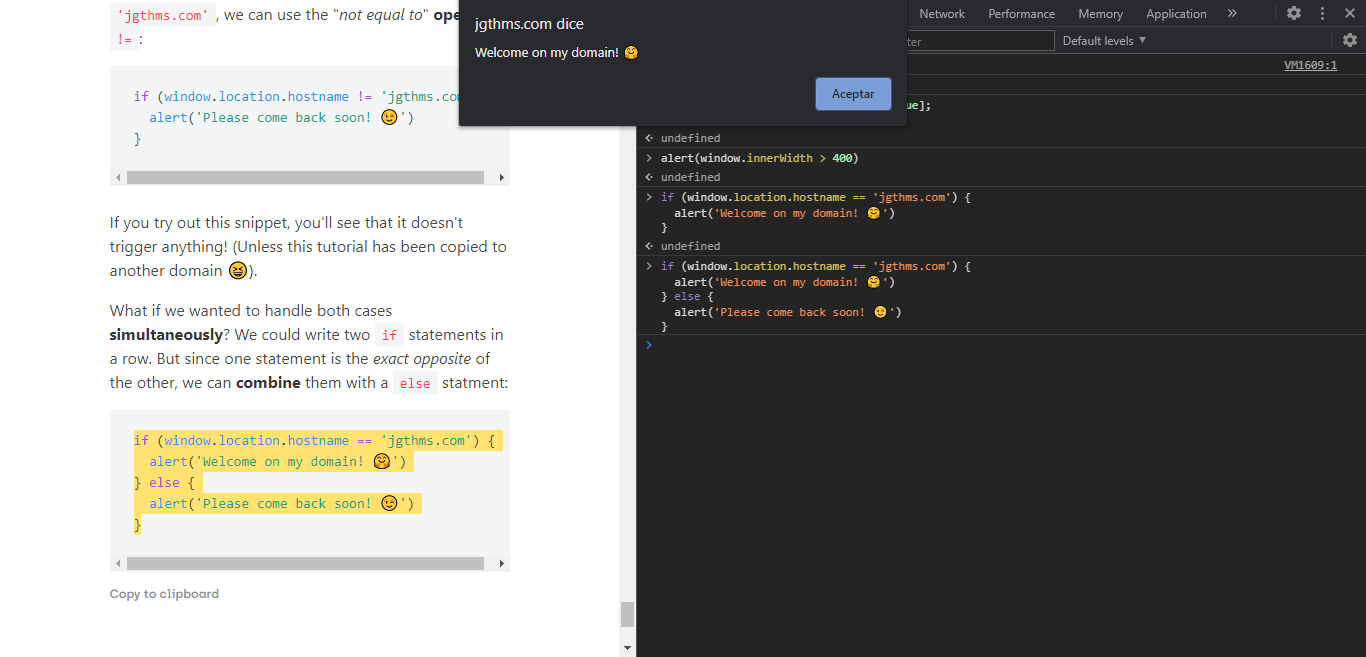 'jgthms.com' , we can use the "not equal to"
!= :
if (window.location.hostname !=
alert('Please come back soon! 😉')
}
If you try out this snippet, you'll see that it doesn't
trigger anything! (Unless this tutorial has been copied to
another domain 😆).
What if we wanted to handle both cases
simultaneously? We could write two if statements in
a row. But since one statement is the exact opposite of
the other, we can combine them with a else statment:
if (window.location.hostname == 'jgthms.com') {
alert('Welcome on my domain! 🤗')
} else {
alert('Please come back soon! 😉')
}
Copy to clipboard
jgthms.com dice
Welcome on my domain! 🤗
Aceptar
Network Performance Memory Application »
Default levels ▼
VM1609:1
undefined
> alert(window.innerWidth > 400)
undefined
> if (window.location.hostname == 'jgthms.com') {
alert('Welcome on my domain! 🤗')
}
undefined
> if (window.location.hostname == 'jgthms.com') {
alert('Welcome on my domain! 🤗')
} else {
alert('Please come back soon! 😉')
}
>